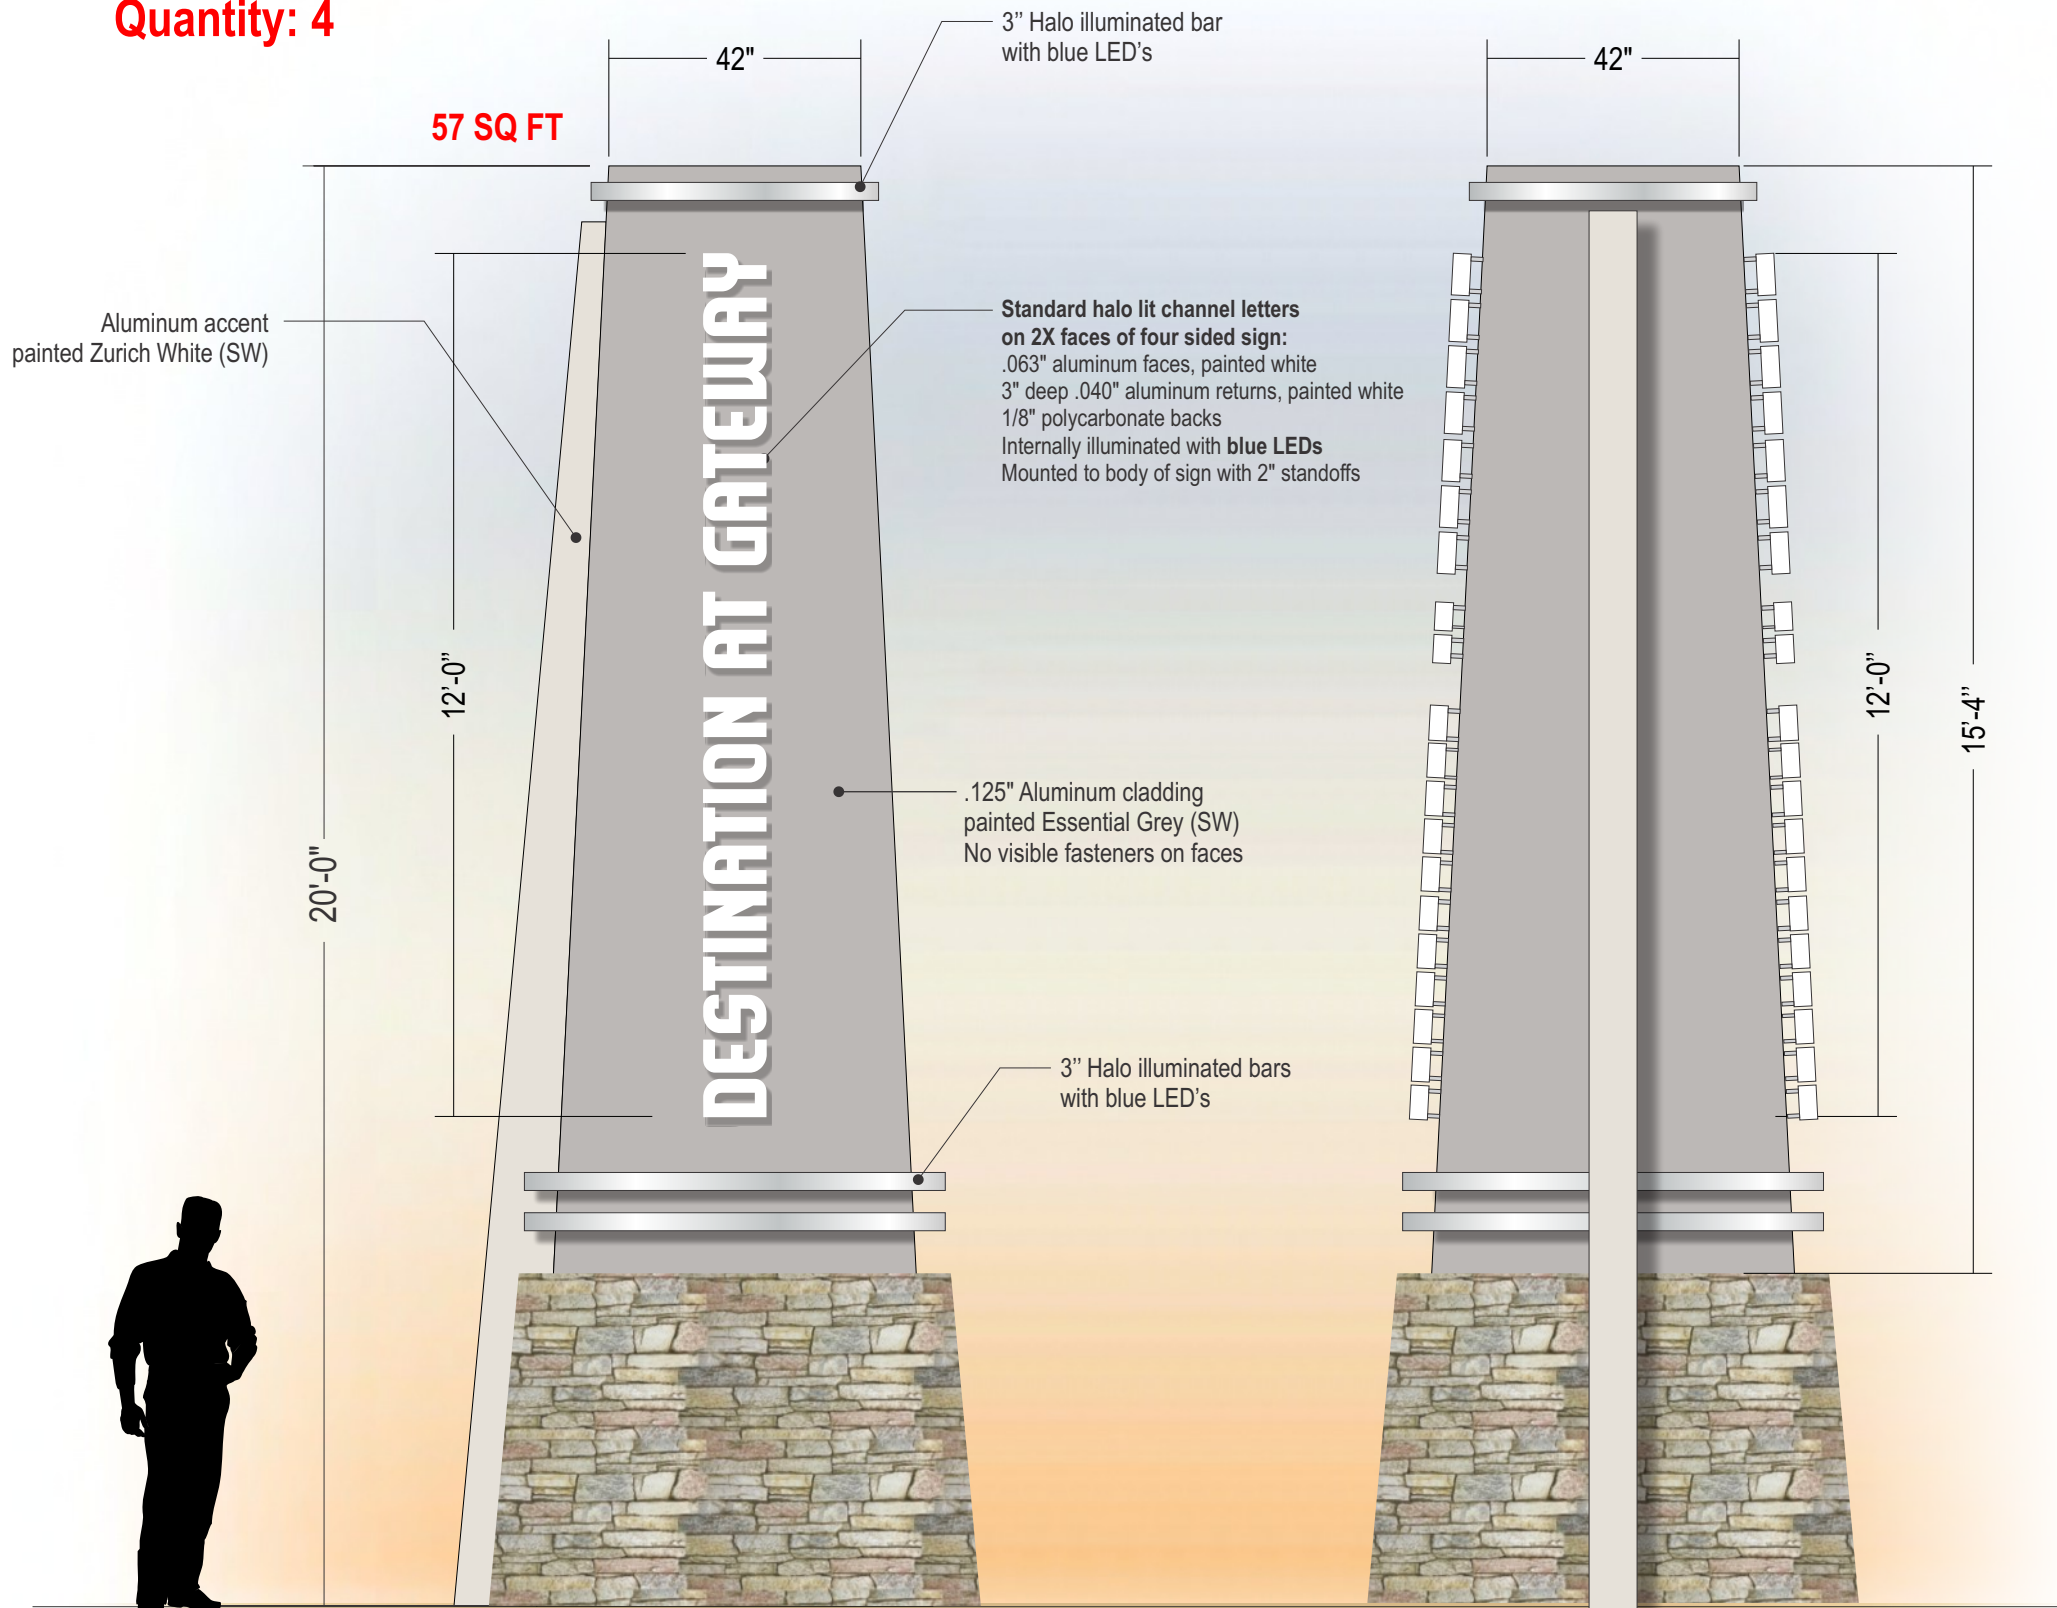 Quantity: 4
3’’ Halo illuminated bar
with blue LED’s
42"
42"
57 SQ FT
Aluminum accent
painted Zurich White (SW)
Standard halo lit channel letters
on 2X faces of four sided sign:
.063" aluminum faces, painted white
3" deep .040" aluminum returns, painted white
1/8" polycarbonate backs
Internally illuminated with blue LEDs
Mounted to body of sign with 2" standoffs
DESTINATION AT GATEWAY
12’-0’’
20'-0"
12’-0’’
15’-4’’
.125" Aluminum cladding
painted Essential Grey (SW)
No visible fasteners on faces
3’’ Halo illuminated bars
with blue LED’s